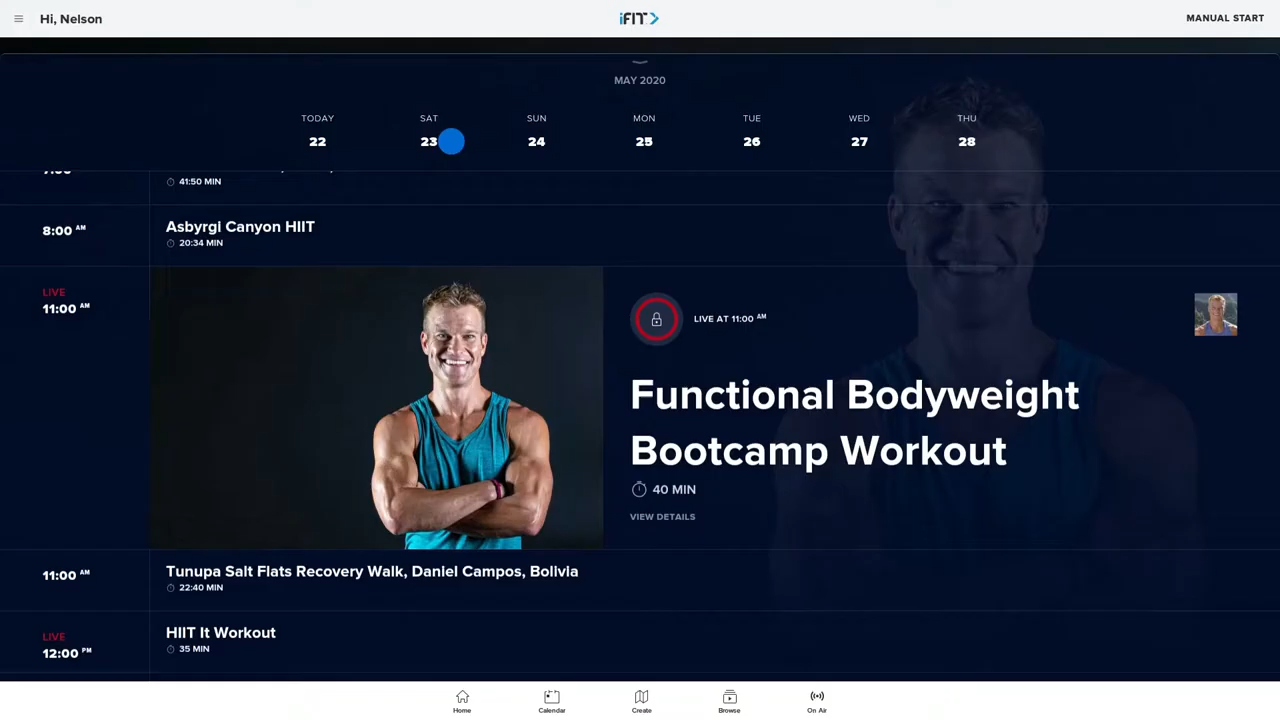 Hi, Nelson
iFIT
MANUAL START
MAY 2020
TODAY SAT SUN MON TUE WED THU
22 23 24 25 26 27 28
41:50 MIN
8:00 AM
Asbyrgi Canyon HIIT
20:34 MIN
LIVE
11:00 AM
LIVE AT 11:00 AM
Functional Bodyweight
Bootcamp Workout
40 MIN
VIEW DETAILS
11:00 AM
Tunupa Salt Flats Recovery Walk, Daniel Campos, Bolivia
22:40 MIN
LIVE
12:00 PM
HIIT It Workout
35 MIN
Home Calendar Create Browse On Air